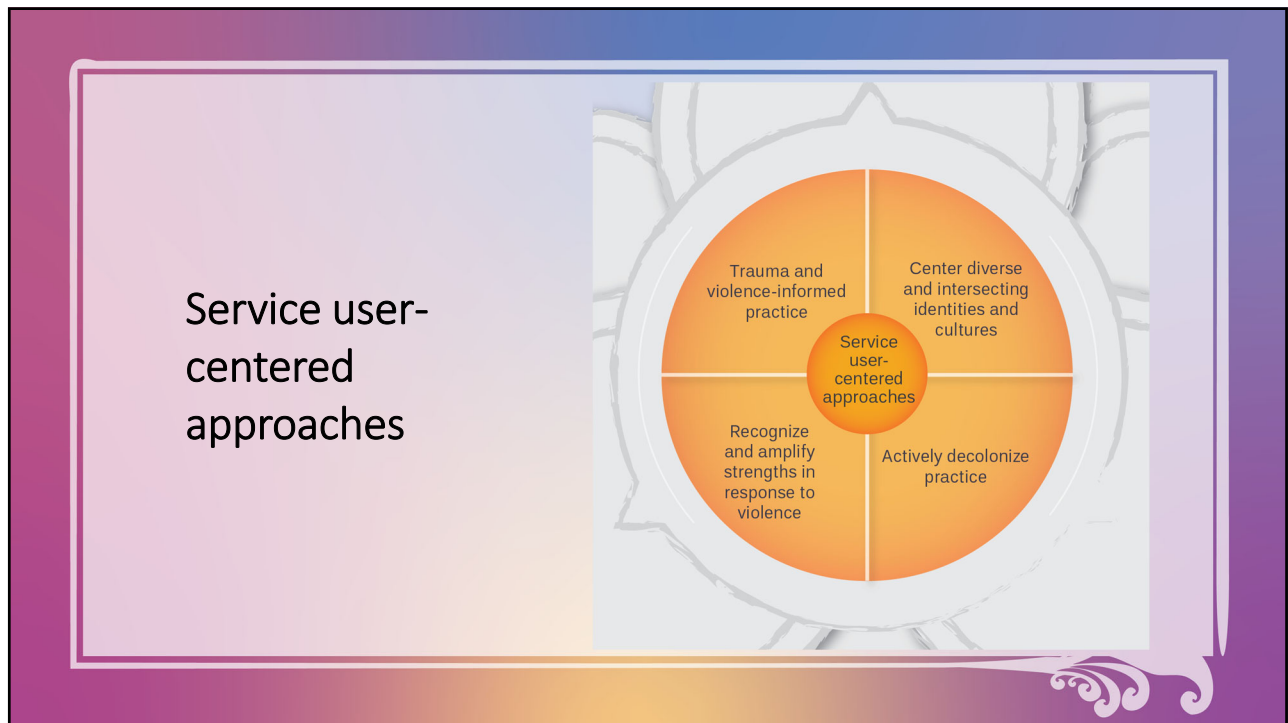 Service user-
centered
approaches
Trauma and
violence-informed
practice
Center diverse
and intersecting
identities and
cultures
Service
user-
centered
approaches
Recognize
and amplify
strengths in
response to
violence
Actively decolonize
practice